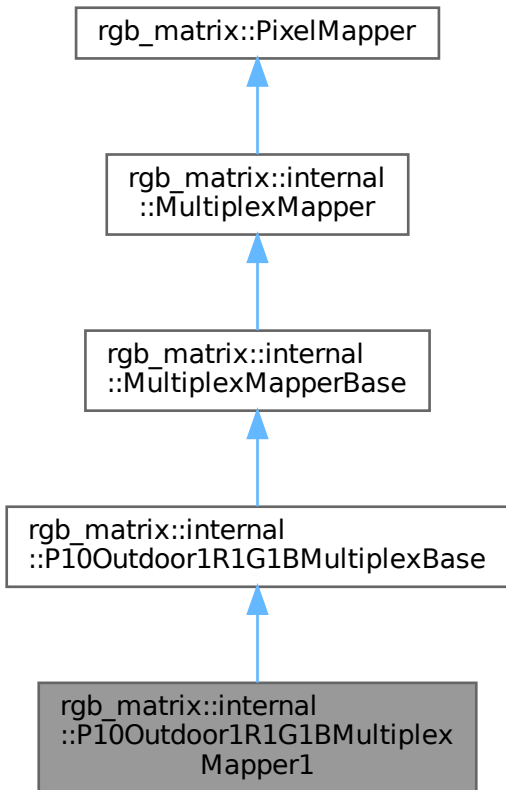 rgb_matrix::PixelMapper
rgb_matrix::internal
::MultiplexMapper
rgb_matrix::internal
::MultiplexMapperBase
rgb_matrix::internal
::P10Outdoor1R1G1BMultiplexBase
rgb_matrix::internal
::P10Outdoor1R1G1BMultiplex
Mapper1